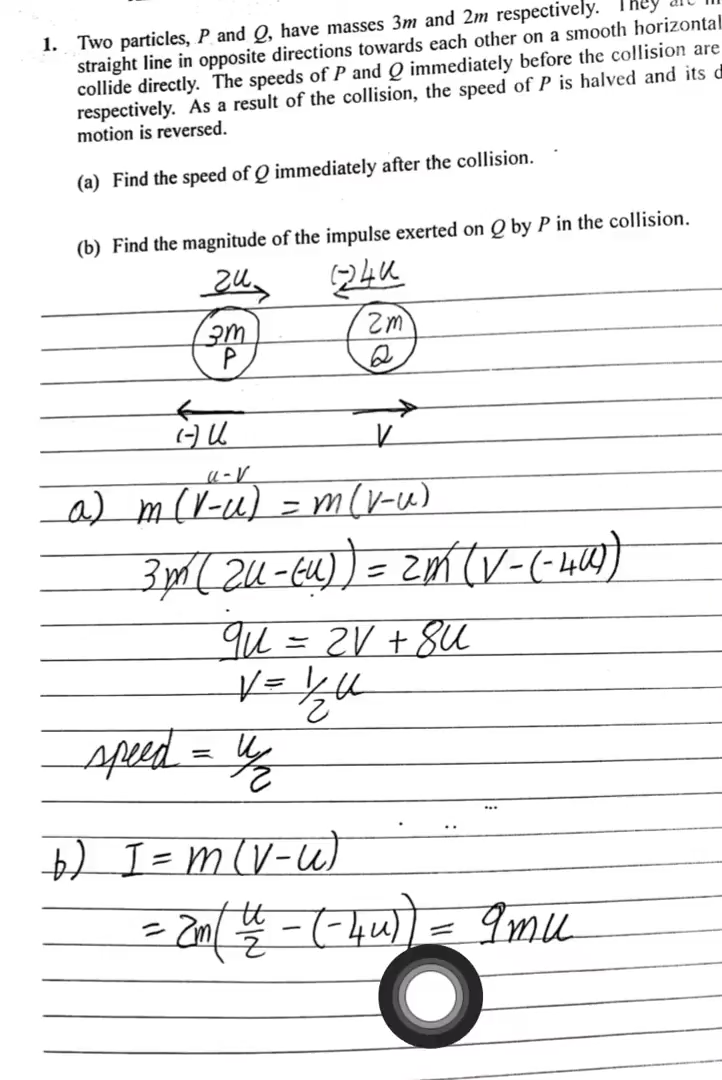 1. Two particles, P and Q, have masses 3m and 2m respectively. They are
straight line in opposite directions towards each other on a smooth horizontal
collide directly. The speeds of P and Q immediately before the collision are
respectively. As a result of the collision, the speed of P is halved and its d
motion is reversed.
(a) Find the speed of Q immediately after the collision.
(b) Find the magnitude of the impulse exerted on Q by P in the collision.
2u (-)4u
3m 2m
P Q
(-) u v
u-v
a) m(v-u) = m(v-u)
3m(2u-(-u)) = 2m(v-(-4u))
9u = 2v + 8u
v = 1/2 u
speed = u/2
b) I = m(v-u)
= 2m(u/2 - (-4u)) = 9mu